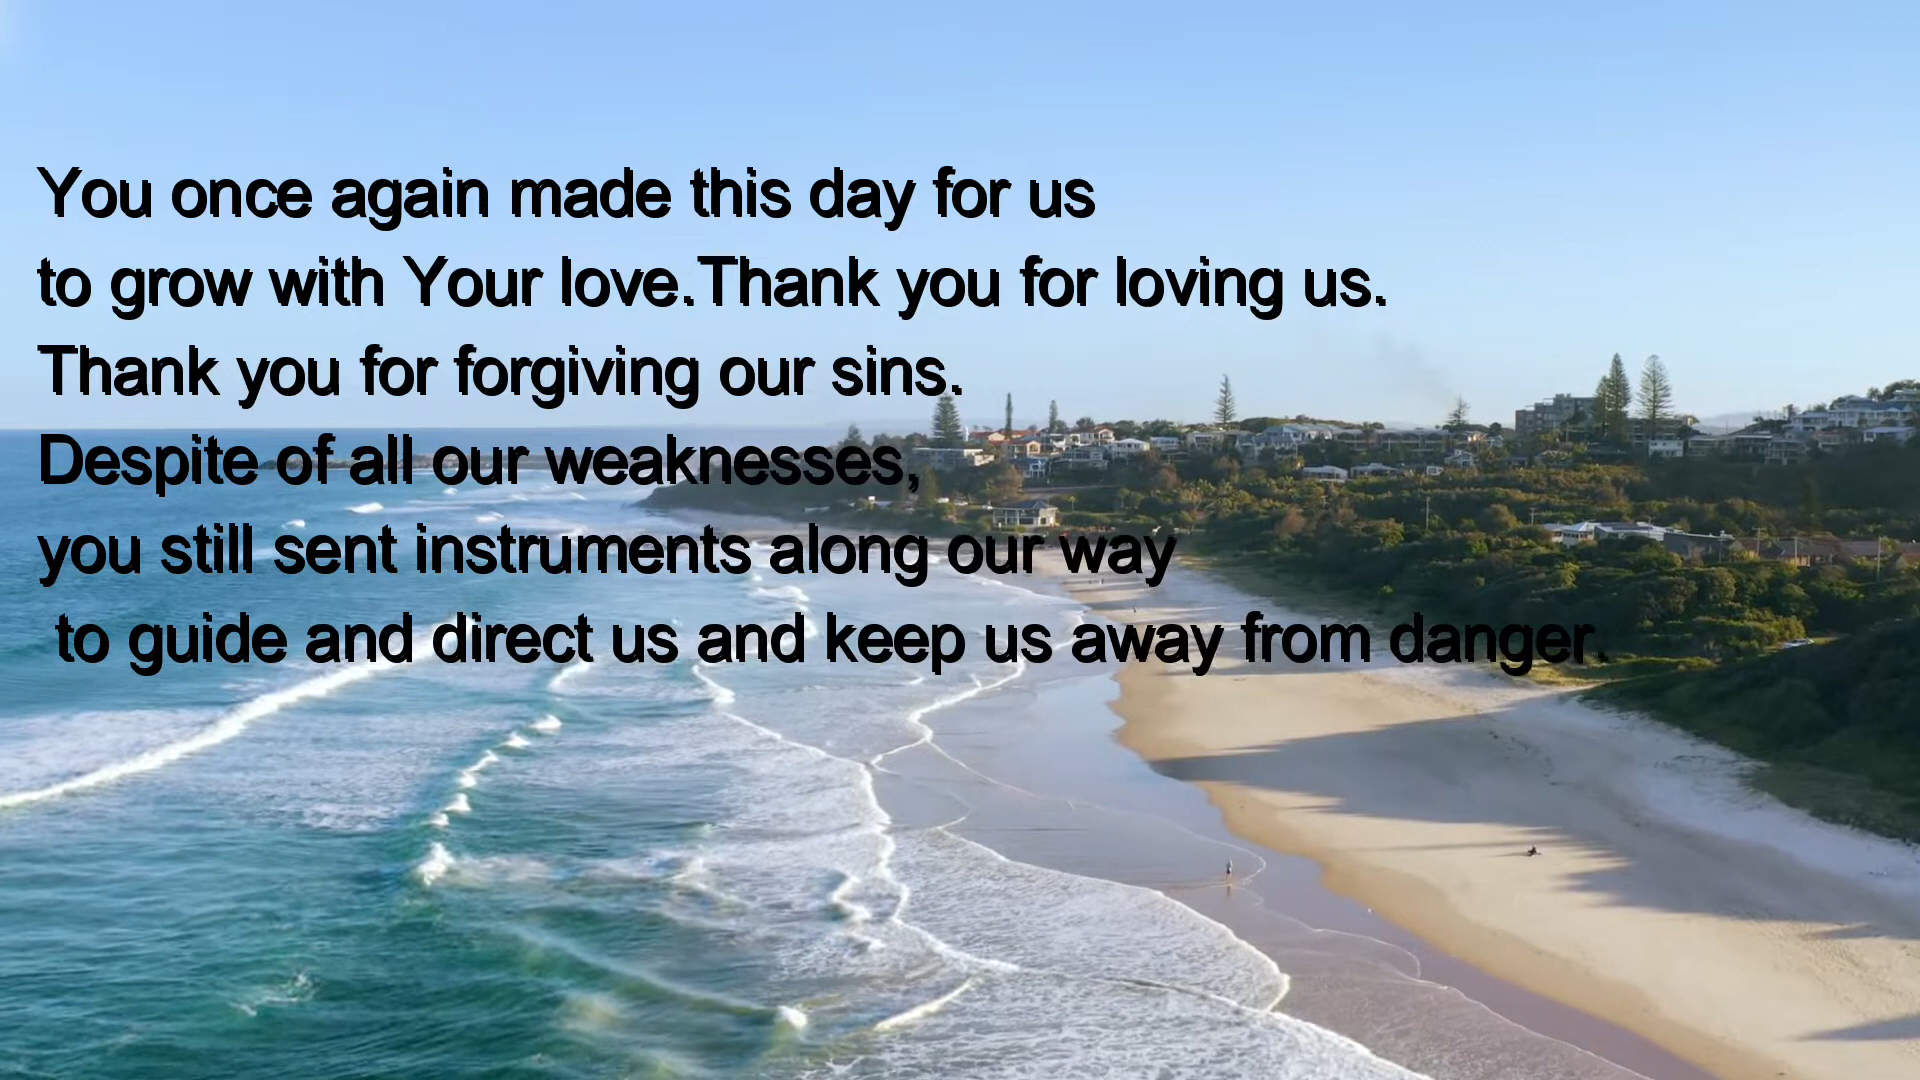 You once again made this day for us
to grow with Your love.Thank you for loving us.
Thank you for forgiving our sins.
Despite of all our weaknesses,
you still sent instruments along our way
to guide and direct us and keep us away from danger.